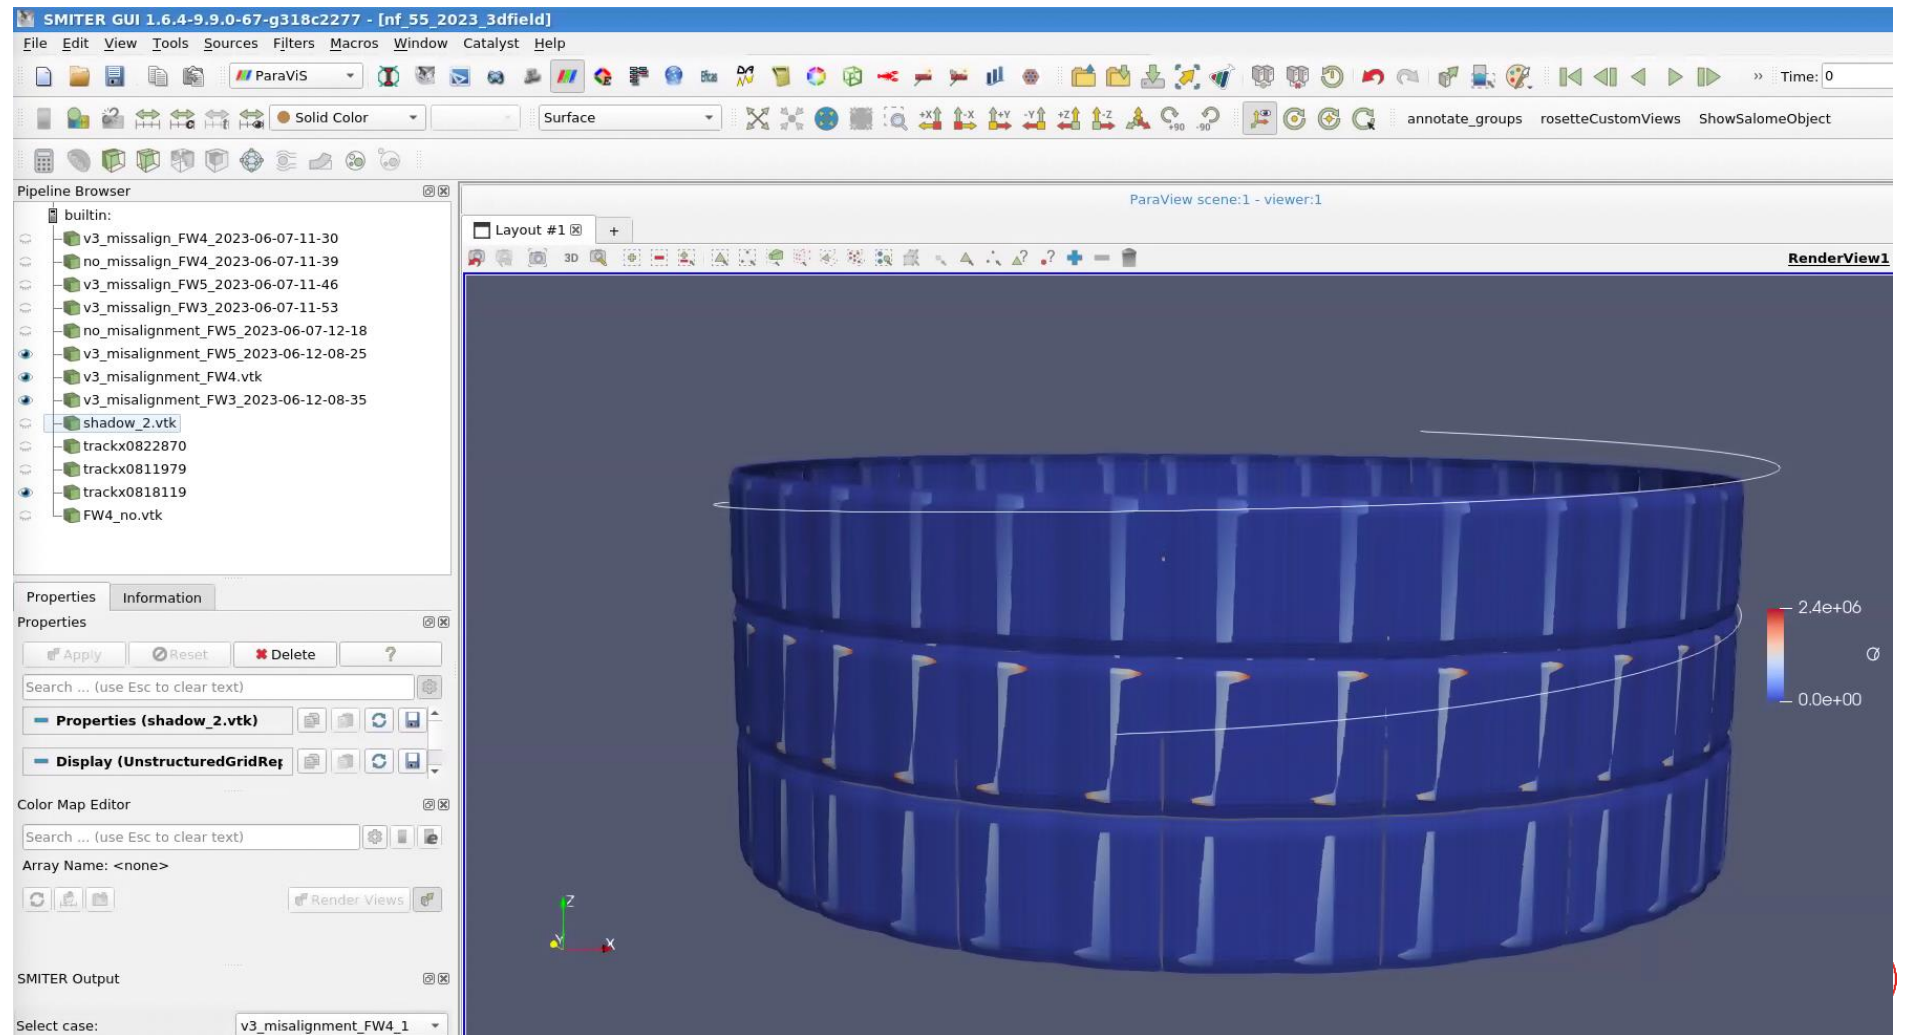 SMITER GUI 1.6.4-9.9.0-67-g318c2277 - [nf_55_2023_3dfield]
File Edit View Tools Sources Filters Macros Window Catalyst Help
ParaViS
» Time: 0
Solid Color
Surface
+X -X +Y -Y +Z -Z +90 -90
annotate_groups rosetteCustomViews ShowSalomeObject
Pipeline Browser
builtin:
v3_missalign_FW4_2023-06-07-11-30
no_missalign_FW4_2023-06-07-11-39
v3_missalign_FW5_2023-06-07-11-46
v3_missalign_FW3_2023-06-07-11-53
no_misalignment_FW5_2023-06-07-12-18
v3_misalignment_FW5_2023-06-12-08-25
v3_misalignment_FW4.vtk
v3_misalignment_FW3_2023-06-12-08-35
shadow_2.vtk
trackx0822870
trackx0811979
trackx0818119
FW4_no.vtk
Properties Information
Properties
Apply Reset Delete ?
Search ... (use Esc to clear text)
Properties (shadow_2.vtk)
Display (UnstructuredGridRep
Color Map Editor
Search ... (use Esc to clear text)
Array Name: <none>
Render Views
SMITER Output
Select case: v3_misalignment_FW4_1
ParaView scene:1 - viewer:1
Layout #1 +
3D
RenderView1
2.4e+06
Q
0.0e+00
Z
Y X